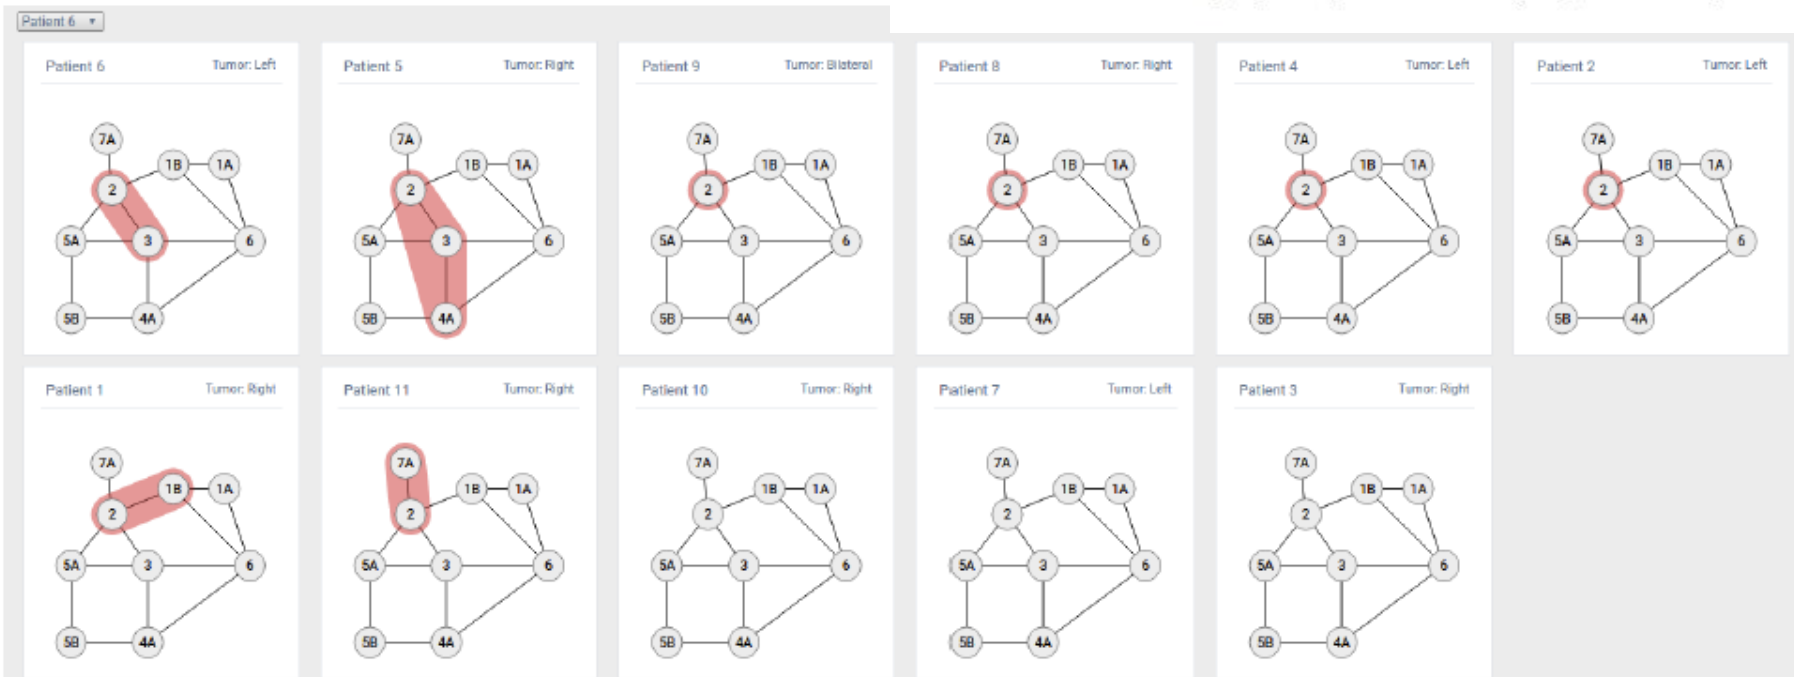 Patient 6
Patient 6 Tumor: Left
7A
1B 1A
2
5A 3 6
5B 4A
Patient 5 Tumor: Right
7A
1B 1A
2
5A 3 6
5B 4A
Patient 9 Tumor: Bilateral
7A
1B 1A
2
5A 3 6
5B 4A
Patient 8 Tumor: Right
7A
1B 1A
2
5A 3 6
5B 4A
Patient 4 Tumor: Left
7A
1B 1A
2
5A 3 6
5B 4A
Patient 2 Tumor: Left
7A
1B 1A
2
5A 3 6
5B 4A
Patient 1 Tumor: Right
7A
1B 1A
2
5A 3 6
5B 4A
Patient 11 Tumor: Right
7A
1B 1A
2
5A 3 6
5B 4A
Patient 10 Tumor: Right
7A
1B 1A
2
5A 3 6
5B 4A
Patient 7 Tumor: Left
7A
1B 1A
2
5A 3 6
5B 4A
Patient 3 Tumor: Right
7A
1B 1A
2
5A 3 6
5B 4A